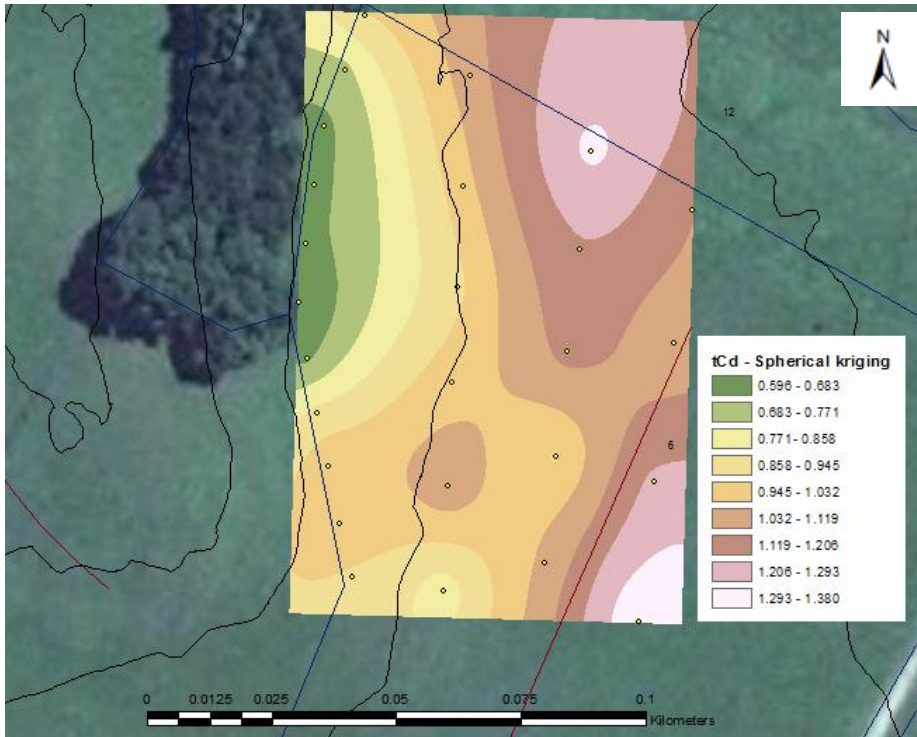 N
12
tCd - Spherical kriging
0.596 - 0.683
0.683 - 0.771
0.771 - 0.858
0.858 - 0.945
0.945 - 1.032
1.032 - 1.119
1.119 - 1.206
1.206 - 1.293
1.293 - 1.380
6
0 0.0125 0.025 0.05 0.075 0.1
Kilometers